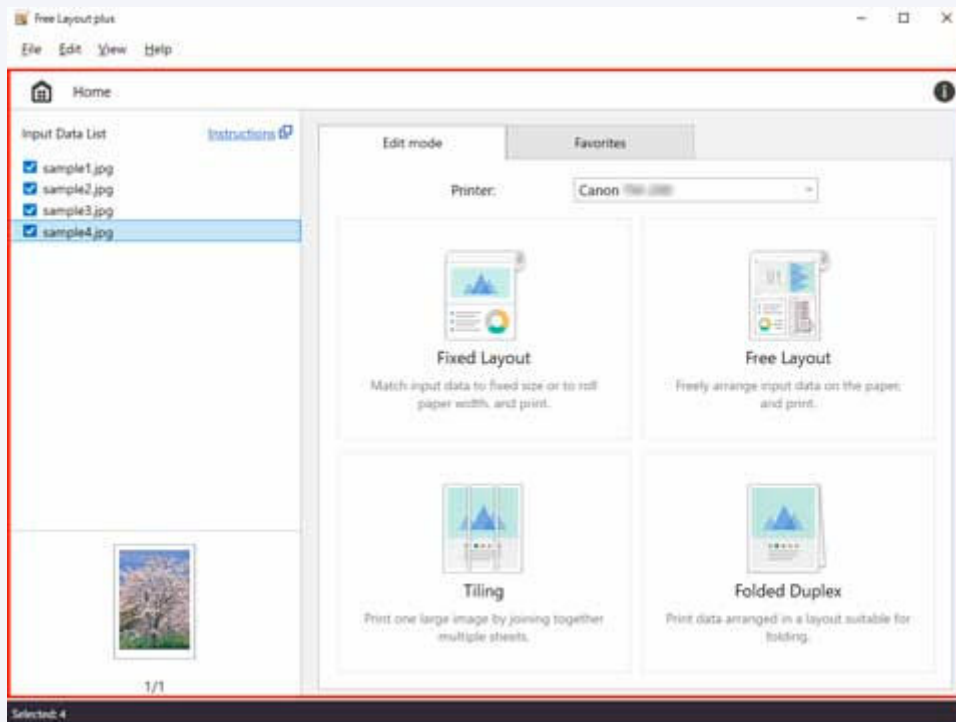 Free Layout plus
File Edit View Help
Home
Input Data List Instructions
sample1.jpg
sample2.jpg
sample3.jpg
sample4.jpg
1/1
Edit mode Favorites
Printer: Canon
01
Fixed Layout
Match input data to fixed size or to roll
paper width, and print.
Free Layout
Freely arrange input data on the paper,
and print.
Tiling
Print one large image by joining together
multiple sheets.
Folded Duplex
Print data arranged in a layout suitable for
folding.
Selected: 4